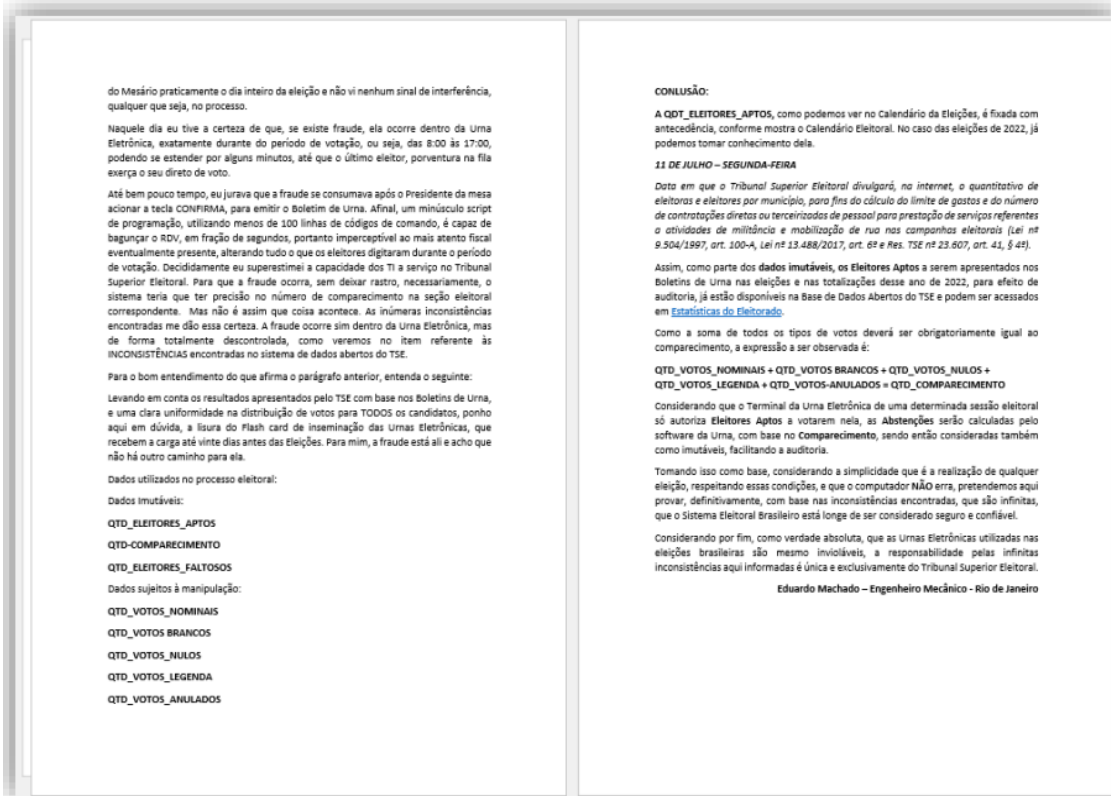 do Mesário praticamente o dia inteiro da eleição e não vi nenhum sinal de interferência,
qualquer que seja, no processo.
Naquele dia eu tive a certeza de que, se existe fraude, ela ocorre dentro da Urna
Eletrônica, exatamente durante do período de votação, ou seja, das 8:00 às 17:00,
podendo se estender por alguns minutos, até que o último eleitor, porventura na fila
exerça o seu direto de voto.
Até bem pouco tempo, eu jurava que a fraude se consumava após o Presidente da mesa
acionar a tecla CONFIRMA, para emitir o Boletim de Urna. Afinal, um minúsculo script
de programação, utilizando menos de 100 linhas de códigos de comando, é capaz de
bagunçar o RDV, em fração de segundos, portanto imperceptível ao mais atento fiscal
eventualmente presente, alterando tudo o que os eleitores digitaram durante o período
de votação. Decididamente eu superestimei a capacidade dos TI a serviço no Tribunal
Superior Eleitoral. Para que a fraude ocorra, sem deixar rastro, necessariamente, o
sistema teria que ter precisão no número de comparecimento na seção eleitoral
correspondente. Mas não é assim que coisa acontece. As inúmeras inconsistências
encontradas me dão essa certeza. A fraude ocorre sim dentro da Urna Eletrônica, mas
de forma totalmente descontrolada, como veremos no item referente às
INCONSISTÊNCIAS encontradas no sistema de dados abertos do TSE.
Para o bom entendimento do que afirma o parágrafo anterior, entenda o seguinte:
Levando em conta os resultados apresentados pelo TSE com base nos Boletins de Urna,
e uma clara uniformidade na distribuição de votos para TODOS os candidatos, ponho
aqui em dúvida, a lisura do Flash card de inseminação das Urnas Eletrônicas, que
recebem a carga até vinte dias antes das Eleições. Para mim, a fraude está ali e acho que
não há outro caminho para ela.
Dados utilizados no processo eleitoral:
Dados Imutáveis:
QTD_ELEITORES_APTOS
QTD-COMPARECIMENTO
QTD_ELEITORES_FALTOSOS
Dados sujeitos à manipulação:
QTD_VOTOS_NOMINAIS
QTD_VOTOS BRANCOS
QTD_VOTOS_NULOS
QTD_VOTOS_LEGENDA
QTD_VOTOS_ANULADOS
CONLUSÃO:
A QDT_ELEITORES_APTOS, como podemos ver no Calendário da Eleições, é fixada com
antecedência, conforme mostra o Calendário Eleitoral. No caso das eleições de 2022, já
podemos tomar conhecimento dela.
11 DE JULHO – SEGUNDA-FEIRA
Data em que o Tribunal Superior Eleitoral divulgará, na internet, o quantitativo de
eleitoras e eleitores por município, para fins do cálculo do limite de gastos e do número
de contratações diretas ou terceirizadas de pessoal para prestação de serviços referentes
a atividades de militância e mobilização de rua nas campanhas eleitorais (Lei nº
9.504/1997, art. 100-A, Lei nº 13.488/2017, art. 6º e Res. TSE nº 23.607, art. 41, § 4º).
Assim, como parte dos dados imutáveis, os Eleitores Aptos a serem apresentados nos
Boletins de Urna nas eleições e nas totalizações desse ano de 2022, para efeito de
auditoria, já estão disponíveis na Base de Dados Abertos do TSE e podem ser acessados
em Estatísticas do Eleitorado.
Como a soma de todos os tipos de votos deverá ser obrigatoriamente igual ao
comparecimento, a expressão a ser observada é:
QTD_VOTOS_NOMINAIS + QTD_VOTOS BRANCOS + QTD_VOTOS_NULOS +
QTD_VOTOS_LEGENDA + QTD_VOTOS-ANULADOS = QTD_COMPARECIMENTO
Considerando que o Terminal da Urna Eletrônica de uma determinada sessão eleitoral
só autoriza Eleitores Aptos a votarem nela, as Abstenções serão calculadas pelo
software da Urna, com base no Comparecimento, sendo então consideradas também
como imutáveis, facilitando a auditoria.
Tomando isso como base, considerando a simplicidade que é a realização de qualquer
eleição, respeitando essas condições, e que o computador NÃO erra, pretendemos aqui
provar, definitivamente, com base nas inconsistências encontradas, que são infinitas,
que o Sistema Eleitoral Brasileiro está longe de ser considerado seguro e confiável.
Considerando por fim, como verdade absoluta, que as Urnas Eletrônicas utilizadas nas
eleições brasileiras são mesmo invioláveis, a responsabilidade pelas infinitas
inconsistências aqui informadas é única e exclusivamente do Tribunal Superior Eleitoral.
Eduardo Machado – Engenheiro Mecânico - Rio de Janeiro